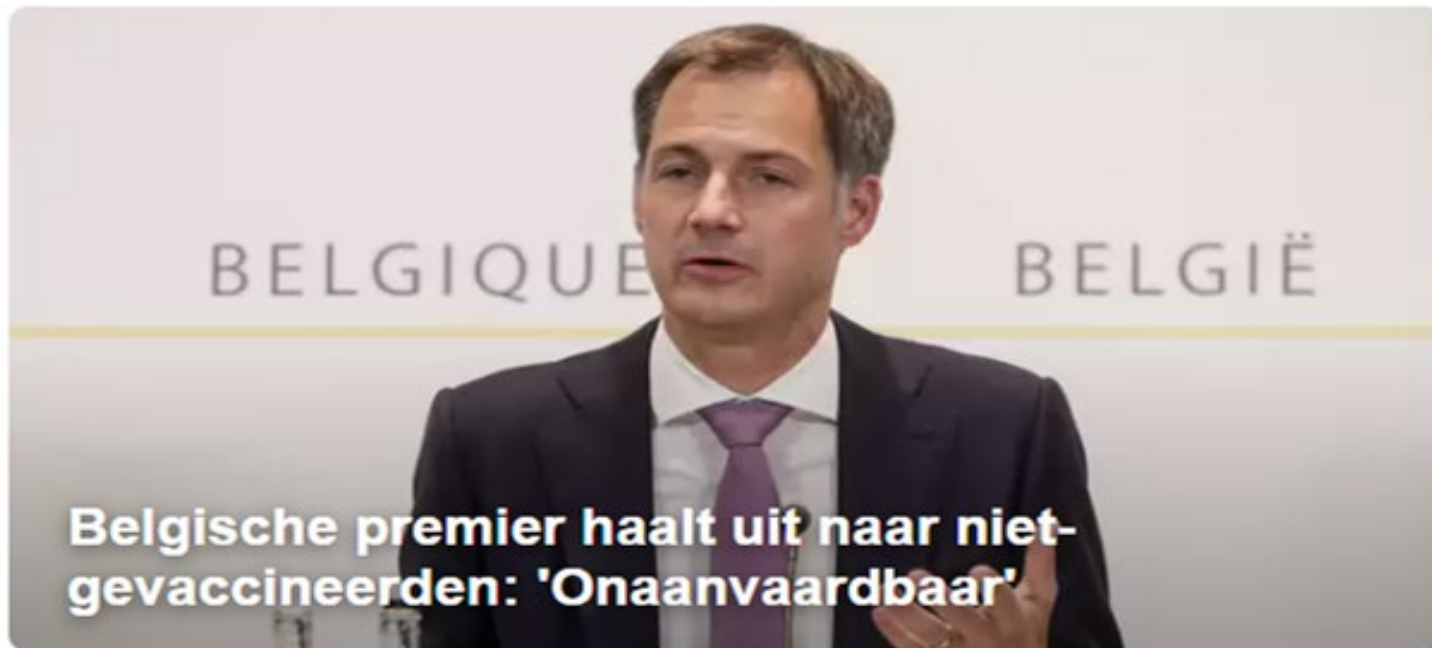 BELGIQUE BELGIË
Belgische premier haalt uit naar niet-
gevaccineerden: 'Onaanvaardbaar'